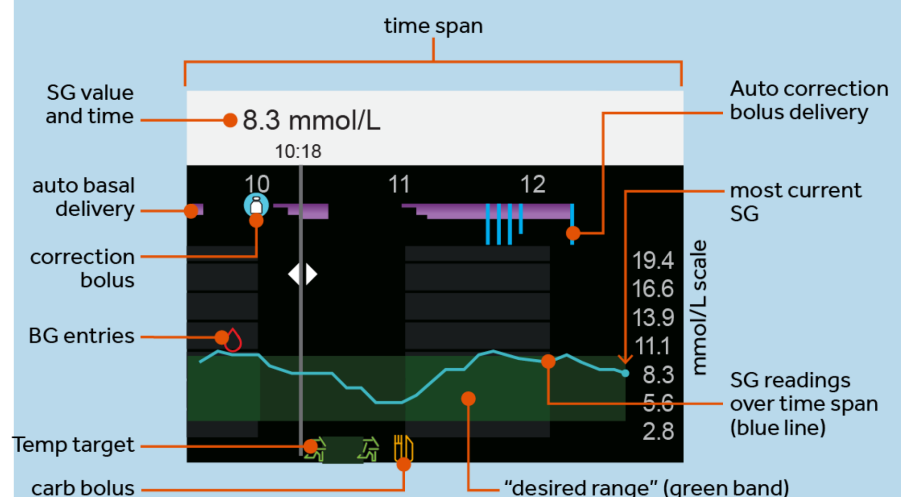 time span
SG value
and time
8.3 mmol/L
10:18
Auto correction
bolus delivery
auto basal
delivery
10
11
12
most current
SG
correction
bolus
19.4
16.6
13.9
11.1
8.3
5.6
2.8
mmol/L scale
BG entries
SG readings
over time span
(blue line)
Temp target
carb bolus
“desired range” (green band)